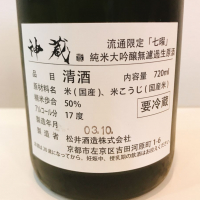 神蔵
流通限定「七曜」
純米大吟醸無濾過生原酒
品目 清酒 内容量 720ml
原材料名 米(国産)、米こうじ(国産米)
精米歩合 50%
アルコール分 17度
要冷蔵
製造年月 03.10.
製造者 松井酒造株式会社
京都市左京区吉田河原町1-6